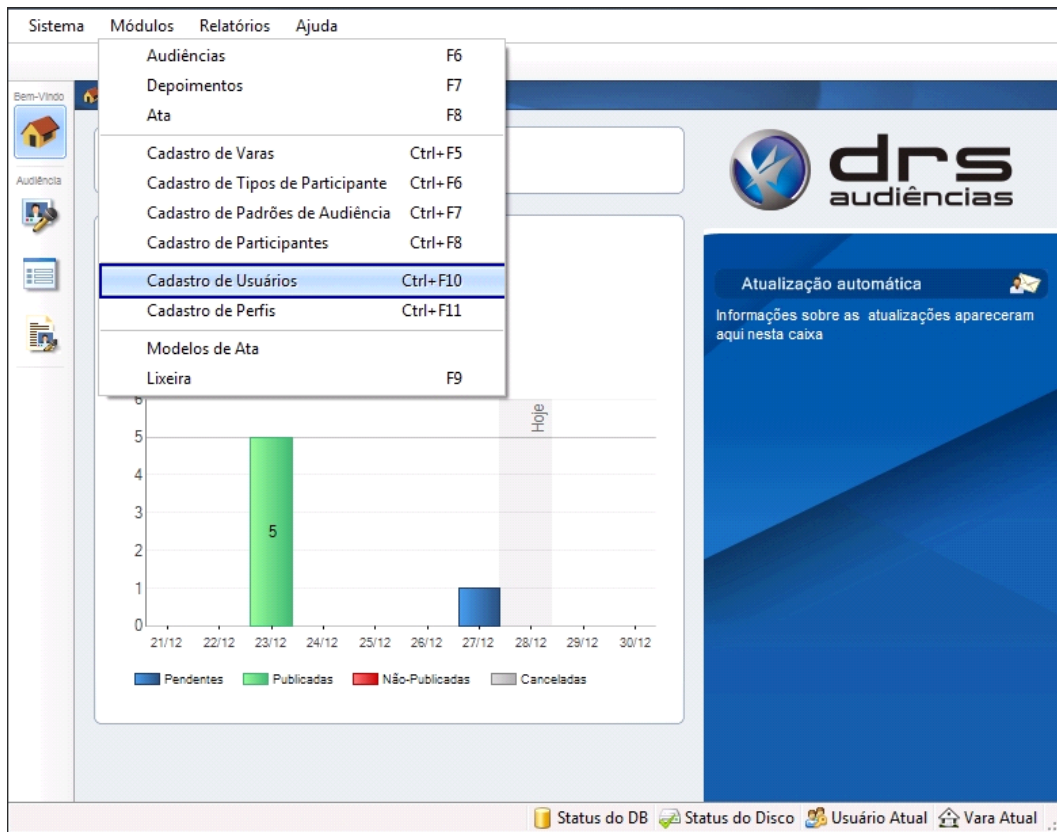 Sistema Módulos Relatórios Ajuda
Audiências F6
Depoimentos F7
Ata F8
Cadastro de Varas Ctrl+F5
Cadastro de Tipos de Participante Ctrl+F6
Cadastro de Padrões de Audiência Ctrl+F7
Cadastro de Participantes Ctrl+F8
Cadastro de Usuários Ctrl+F10
Cadastro de Perfis Ctrl+F11
Modelos de Ata
Lixeira F9
Bem-Vindo
Audiência
drs
audiências
Atualização automática
Informações sobre as atualizações apareceram
aqui nesta caixa
Hoje
6
5
4
3
2
1
0
5
21/12 22/12 23/12 24/12 25/12 26/12 27/12 28/12 29/12 30/12
Pendentes Publicadas Não-Publicadas Canceladas
Status do DB Status do Disco Usuário Atual Vara Atual